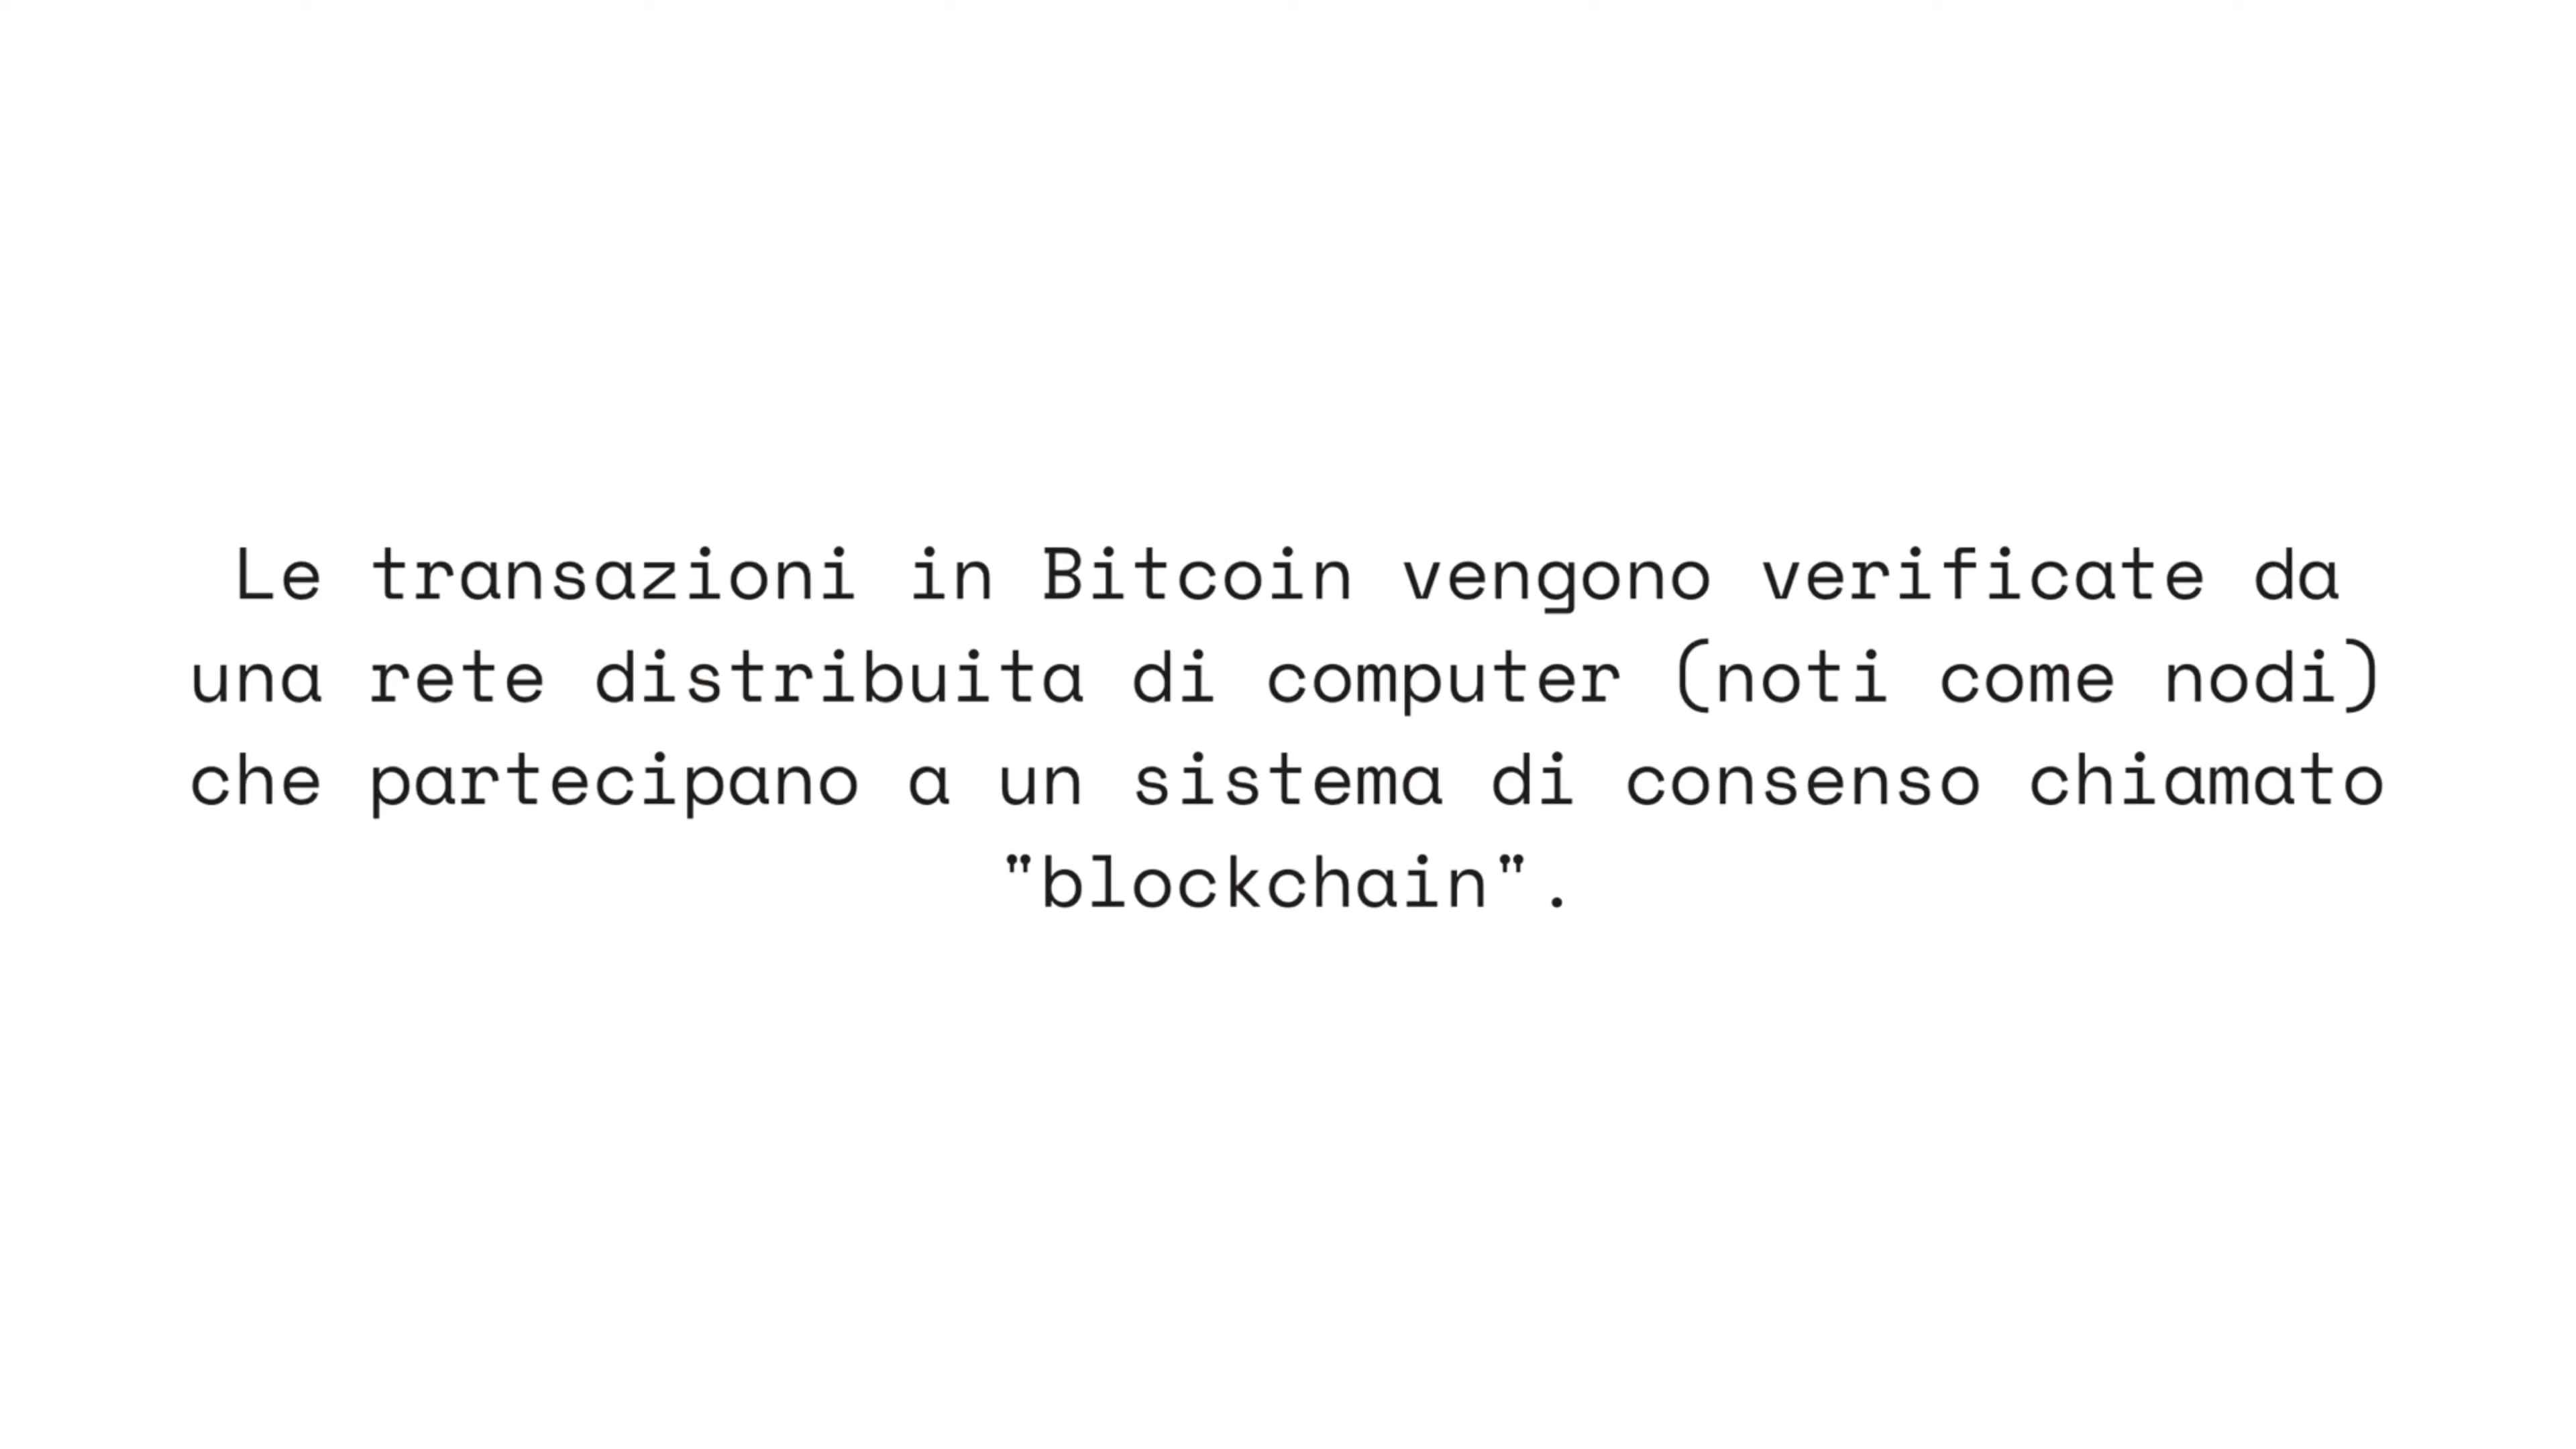 Le transazioni in Bitcoin vengono verificate da
una rete distribuita di computer (noti come nodi)
che partecipano a un sistema di consenso chiamato
"blockchain".